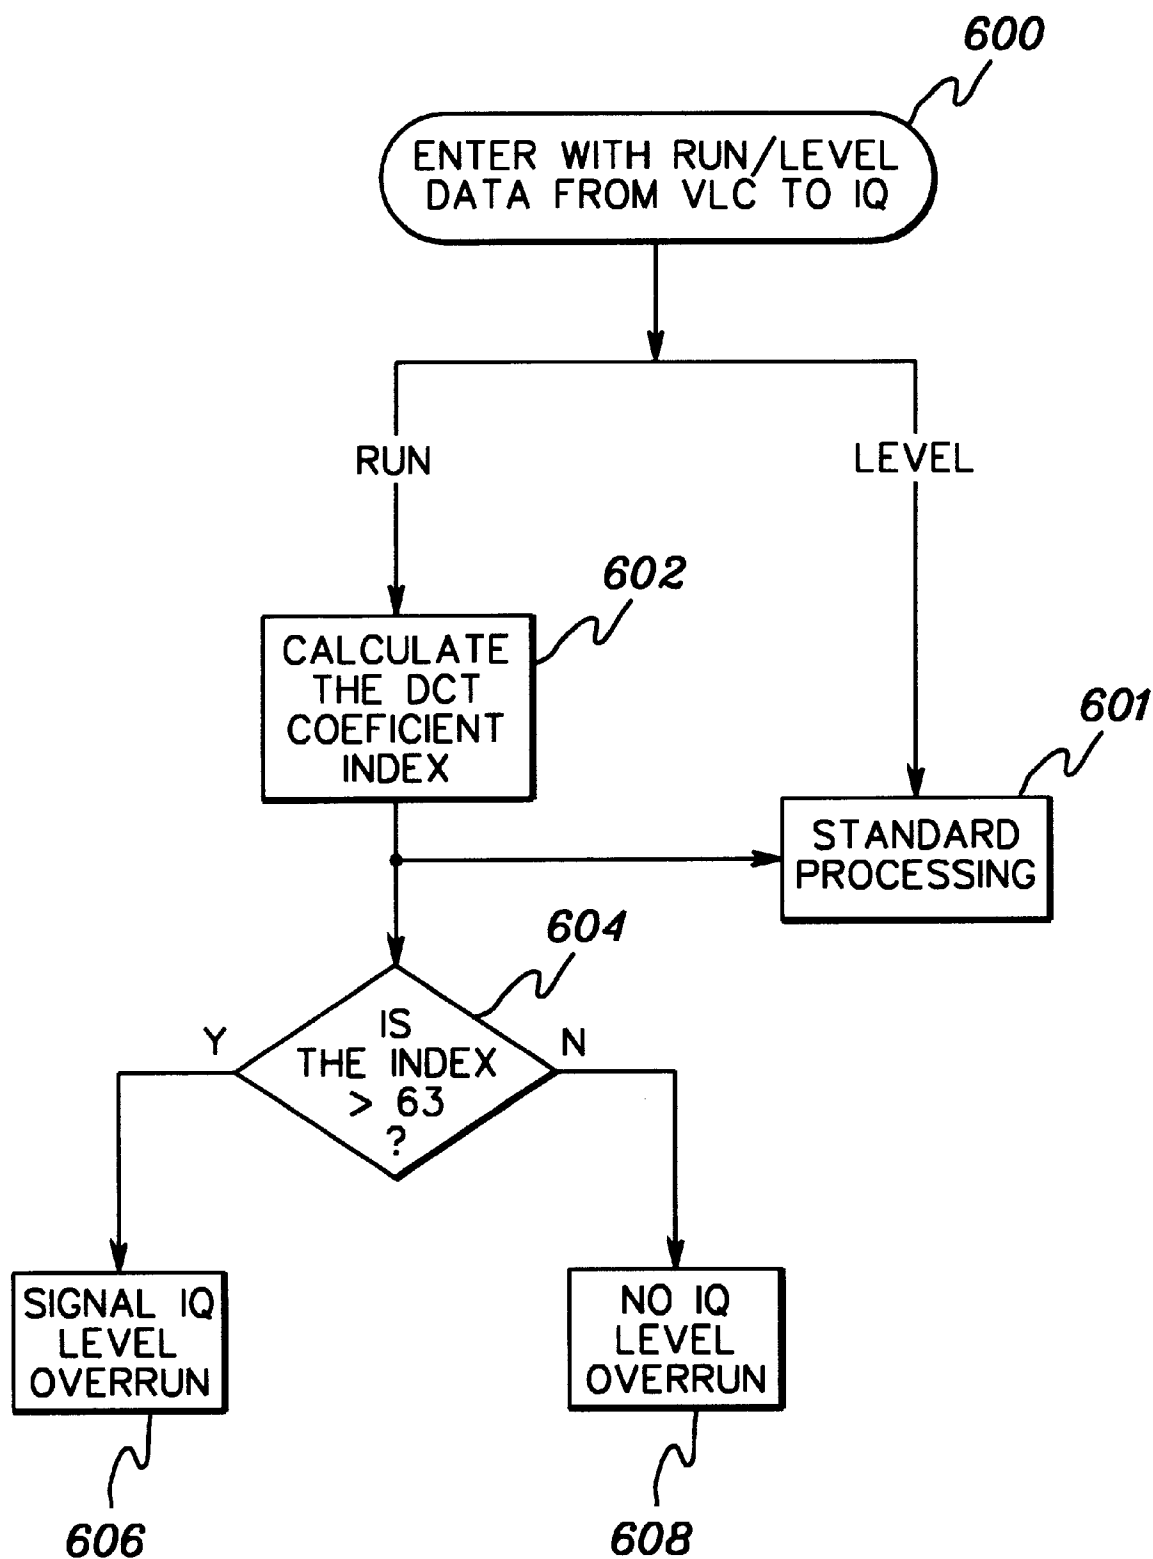 600
ENTER WITH RUN/LEVEL
DATA FROM VLC TO IQ
RUN
LEVEL
602
CALCULATE
THE DCT
COEFICIENT
INDEX
601
STANDARD
PROCESSING
604
IS
THE INDEX
> 63
?
Y
N
SIGNAL IQ
LEVEL
OVERRUN
NO IQ
LEVEL
OVERRUN
606
608